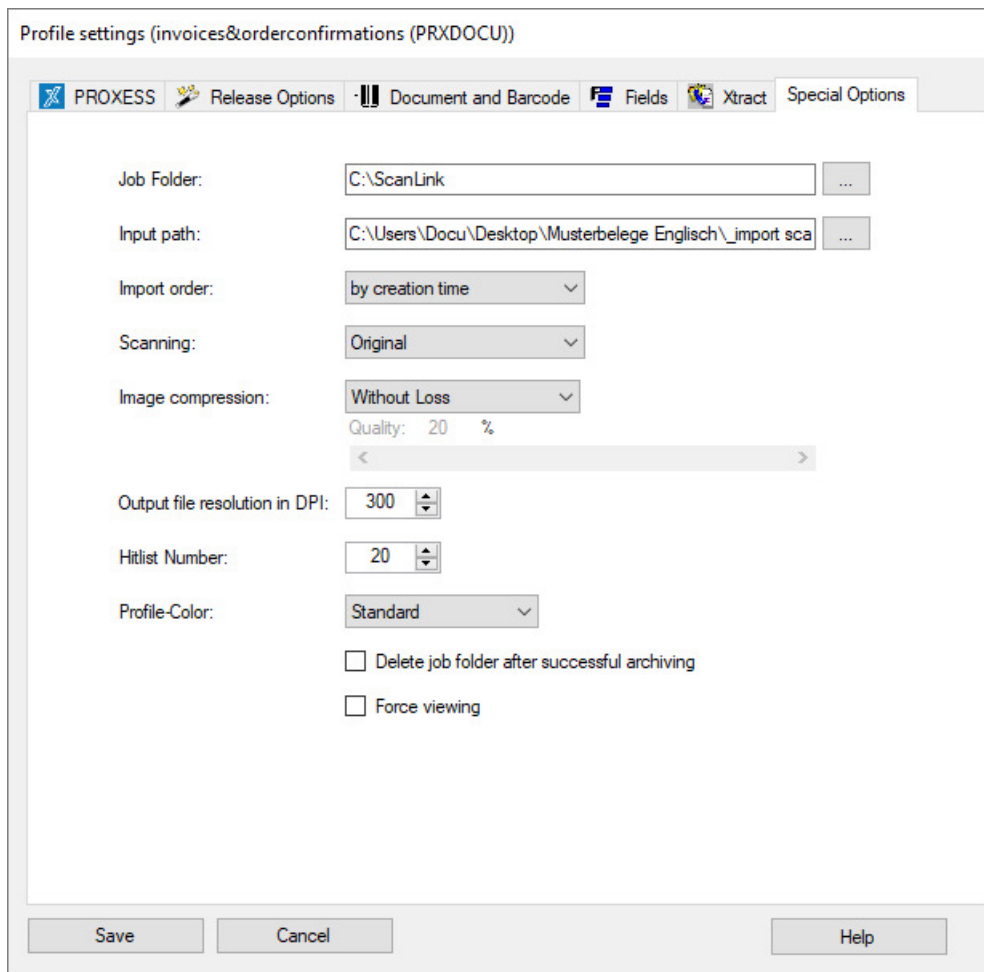 Profile settings (invoices&orderconfirmations (PRXDOCU))
PROXESS Release Options Document and Barcode Fields Xtract Special Options
Job Folder: C:\ScanLink ...
Input path: C:\Users\Docu\Desktop\Musterbelege Englisch\_import sca ...
Import order: by creation time
Scanning: Original
Image compression: Without Loss
Quality: 20 %
Output file resolution in DPI: 300
Hitlist Number: 20
Profile-Color: Standard
Delete job folder after successful archiving
Force viewing
Save Cancel Help